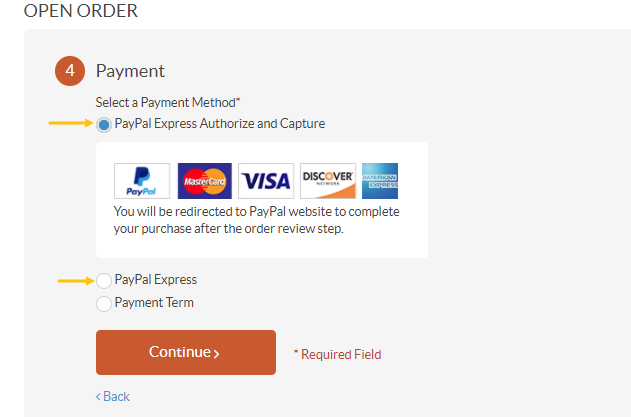 OPEN ORDER
4 Payment
Select a Payment Method*
PayPal Express Authorize and Capture
PayPal MasterCard VISA DISCOVER NETWORK AMERICAN EXPRESS
You will be redirected to PayPal website to complete
your purchase after the order review step.
PayPal Express
Payment Term
Continue ›
* Required Field
‹ Back